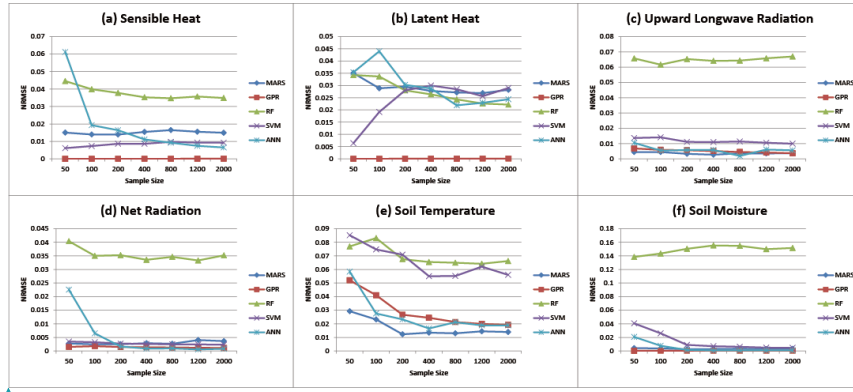 (a) Sensible Heat
0.07
0.06
0.05
0.04
0.03
0.02
0.01
0
NRMSE
50 100 200 400 800 1200 2000
Sample Size
MARS
GPR
RF
SVM
ANN
(b) Latent Heat
0.05
0.045
0.04
0.035
0.03
0.025
0.02
0.015
0.01
0.005
0
NRMSE
50 100 200 400 800 1200 2000
Sample Size
MARS
GPR
RF
SVM
ANN
(c) Upward Longwave Radiation
0.08
0.07
0.06
0.05
0.04
0.03
0.02
0.01
0
NRMSE
50 100 200 400 800 1200 2000
Sample Size
MARS
GPR
RF
SVM
ANN
(d) Net Radiation
0.045
0.04
0.035
0.03
0.025
0.02
0.015
0.01
0.005
0
NRMSE
50 100 200 400 800 1200 2000
Sample Size
MARS
GPR
RF
SVM
ANN
(e) Soil Temperature
0.09
0.08
0.07
0.06
0.05
0.04
0.03
0.02
0.01
0
NRMSE
50 100 200 400 800 1200 2000
Sample Size
MARS
GPR
RF
SVM
ANN
(f) Soil Moisture
0.18
0.16
0.14
0.12
0.1
0.08
0.06
0.04
0.02
0
NRMSE
50 100 200 400 800 1200 2000
Sample Size
MARS
GPR
RF
SVM
ANN